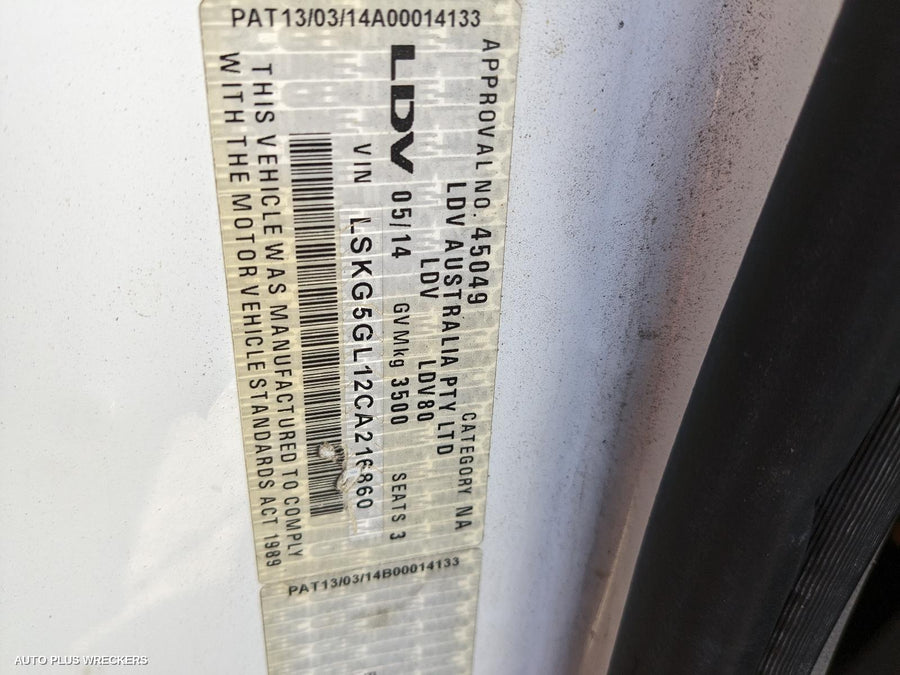 PAT13/03/14A00014133
APPROVAL NO. 45049 CATEGORY NA
LDV AUSTRALIA PTY LTD
LDV LDV80
LDV 05/14 GVMkg 3500 SEATS 3
VIN LSKG5GL12CA216860
THIS VEHICLE WAS MANUFACTURED TO COMPLY
WITH THE MOTOR VEHICLE STANDARDS ACT 1989
PAT13/03/14B00014133
AUTO PLUS WRECKERS